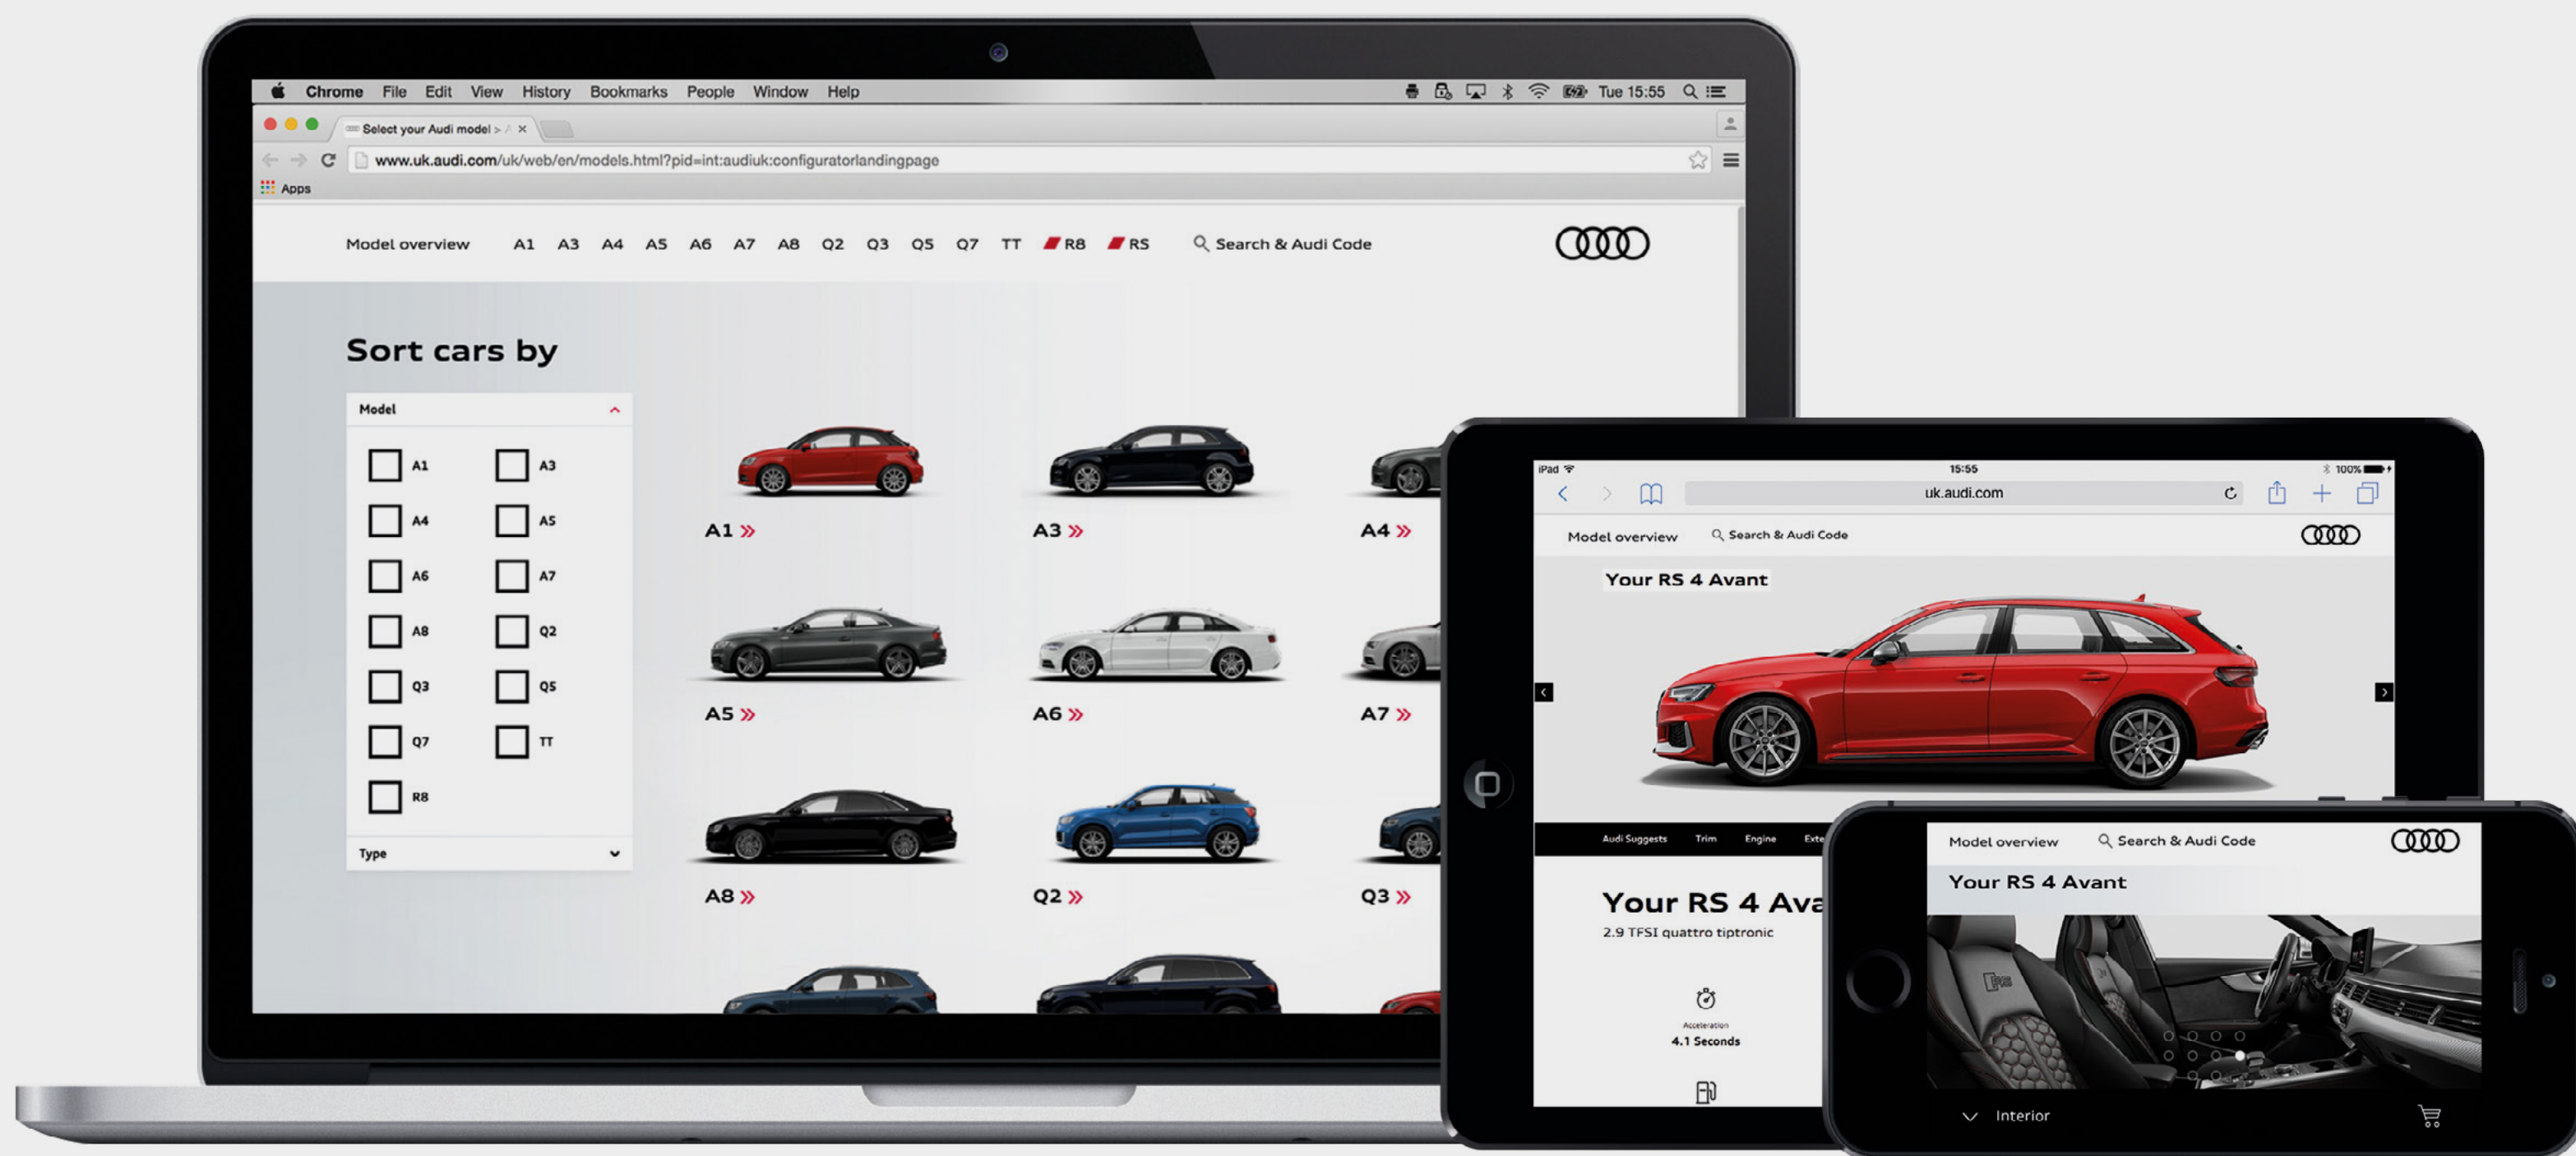 Chrome File Edit View History Bookmarks People Window Help Tue 15:55
Select your Audi model >
www.uk.audi.com/uk/web/en/models.html?pid=int:audiuk:configuratorlandingpage
Apps
Model overview A1 A3 A4 A5 A6 A7 A8 Q2 Q3 Q5 Q7 TT R8 RS Search & Audi Code
Sort cars by
Model
A1 A3
A4 A5
A6 A7
A8 Q2
Q3 Q5
Q7 TT
R8
Type
A1 » A3 » A4 »
A5 » A6 » A7 »
A8 » Q2 » Q3 »
iPad 15:55 100%
uk.audi.com
Model overview Search & Audi Code
Your RS 4 Avant
Audi Suggests Trim Engine Exte
Your RS 4 Ava
2.9 TFSI quattro tiptronic
Acceleration
4.1 Seconds
Model overview Search & Audi Code
Your RS 4 Avant
RS
Interior